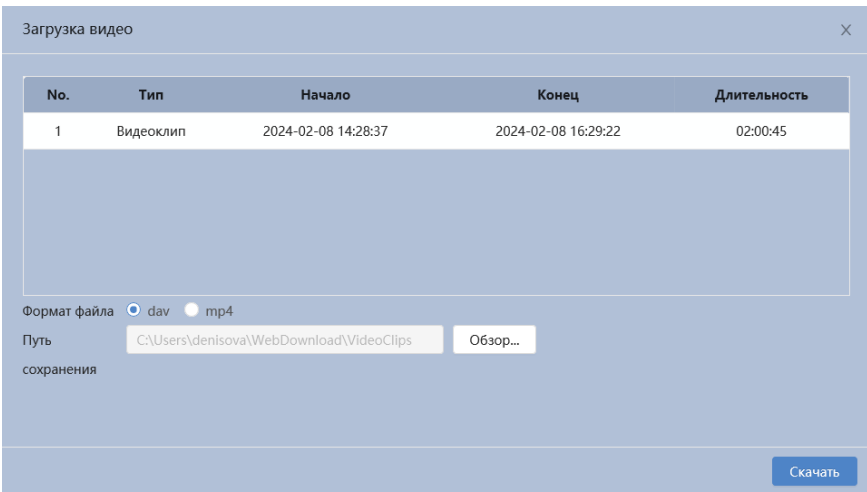 Загрузка видео
No. Тип Начало Конец Длительность
1 Видеоклип 2024-02-08 14:28:37 2024-02-08 16:29:22 02:00:45
Формат файла dav mp4
Путь C:\Users\denisova\WebDownload\VideoClips Обзор...
сохранения
Скачать